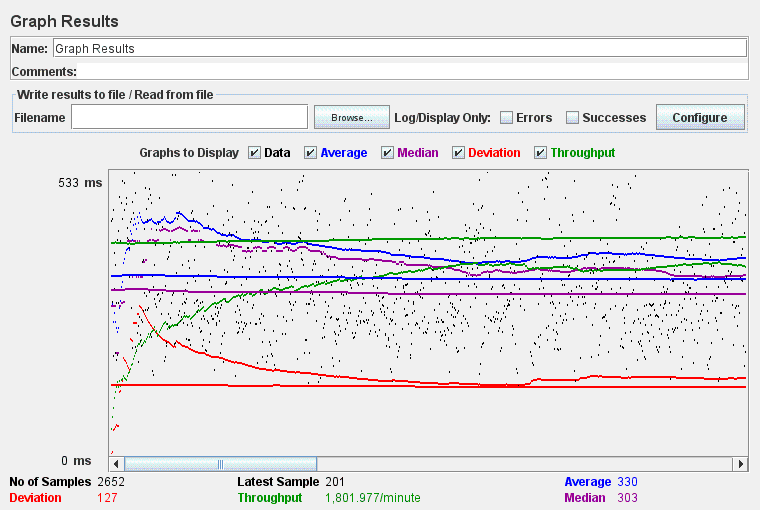 Graph Results
Name: Graph Results
Comments:
Write results to file / Read from file
Filename Browse... Log/Display Only: Errors Successes Configure
Graphs to Display Data Average Median Deviation Throughput
533 ms
0 ms
No of Samples 2652 Latest Sample 201 Average 330
Deviation 127 Throughput 1,801.977/minute Median 303